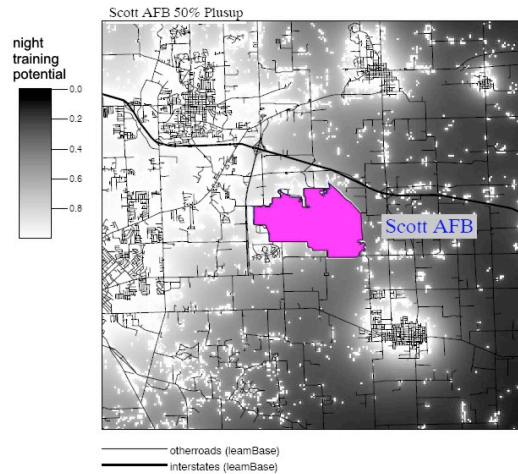 Scott AFB 50% Plusup
night
training
potential
0.0
0.2
0.4
0.6
0.8
Scott AFB
otherroads (leamBase)
interstates (leamBase)